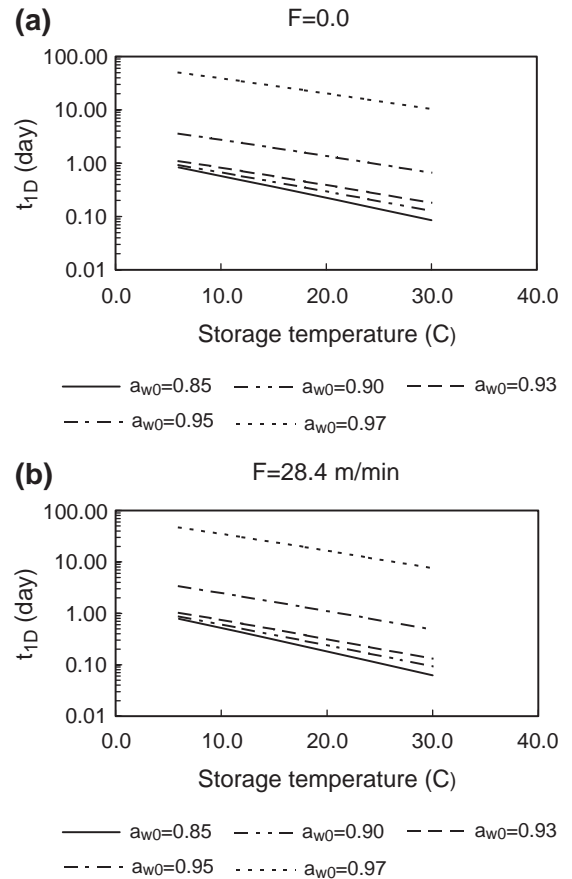 (a)
F=0.0
100.00
10.00
1.00
0.10
0.01
t1D (day)
0.0 10.0 20.0 30.0 40.0
Storage temperature (C)
aw0=0.85 aw0=0.90 aw0=0.93
aw0=0.95 aw0=0.97
(b)
F=28.4 m/min
100.00
10.00
1.00
0.10
0.01
t1D (day)
0.0 10.0 20.0 30.0 40.0
Storage temperature (C)
aw0=0.85 aw0=0.90 aw0=0.93
aw0=0.95 aw0=0.97